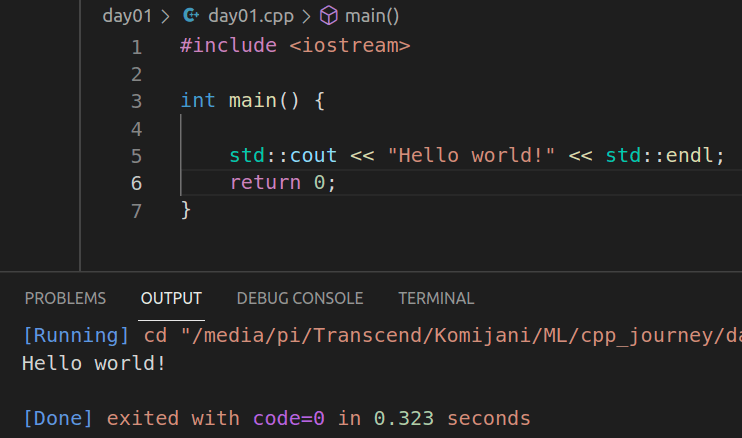 day01 > day01.cpp > main()
1 #include <iostream>
2
3 int main() {
4
5 std::cout << "Hello world!" << std::endl;
6 return 0;
7 }
PROBLEMS OUTPUT DEBUG CONSOLE TERMINAL
[Running] cd "/media/pi/Transcend/Komijani/ML/cpp_journey/da
Hello world!
[Done] exited with code=0 in 0.323 seconds